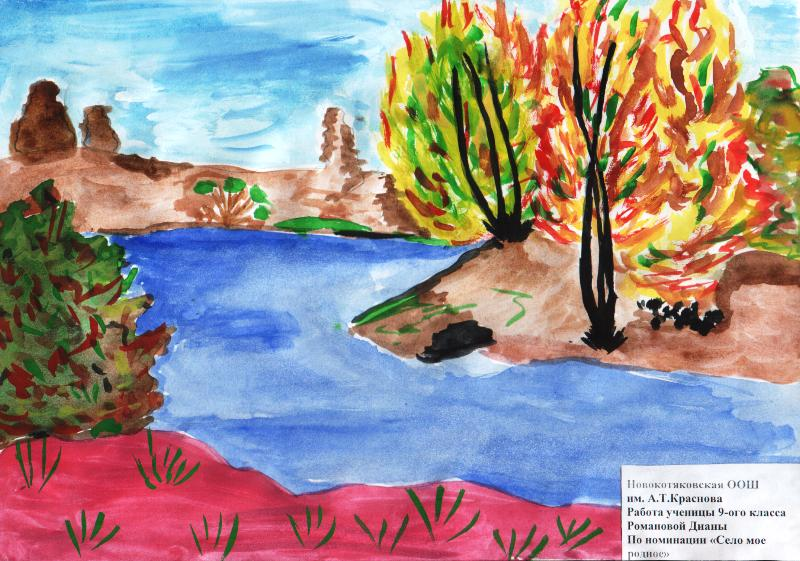 Новокотяковская ООШ
им. А.Т.Краснова
Работа ученицы 9-ого класса
Романовой Дианы
По номинации «Село мое
родное»